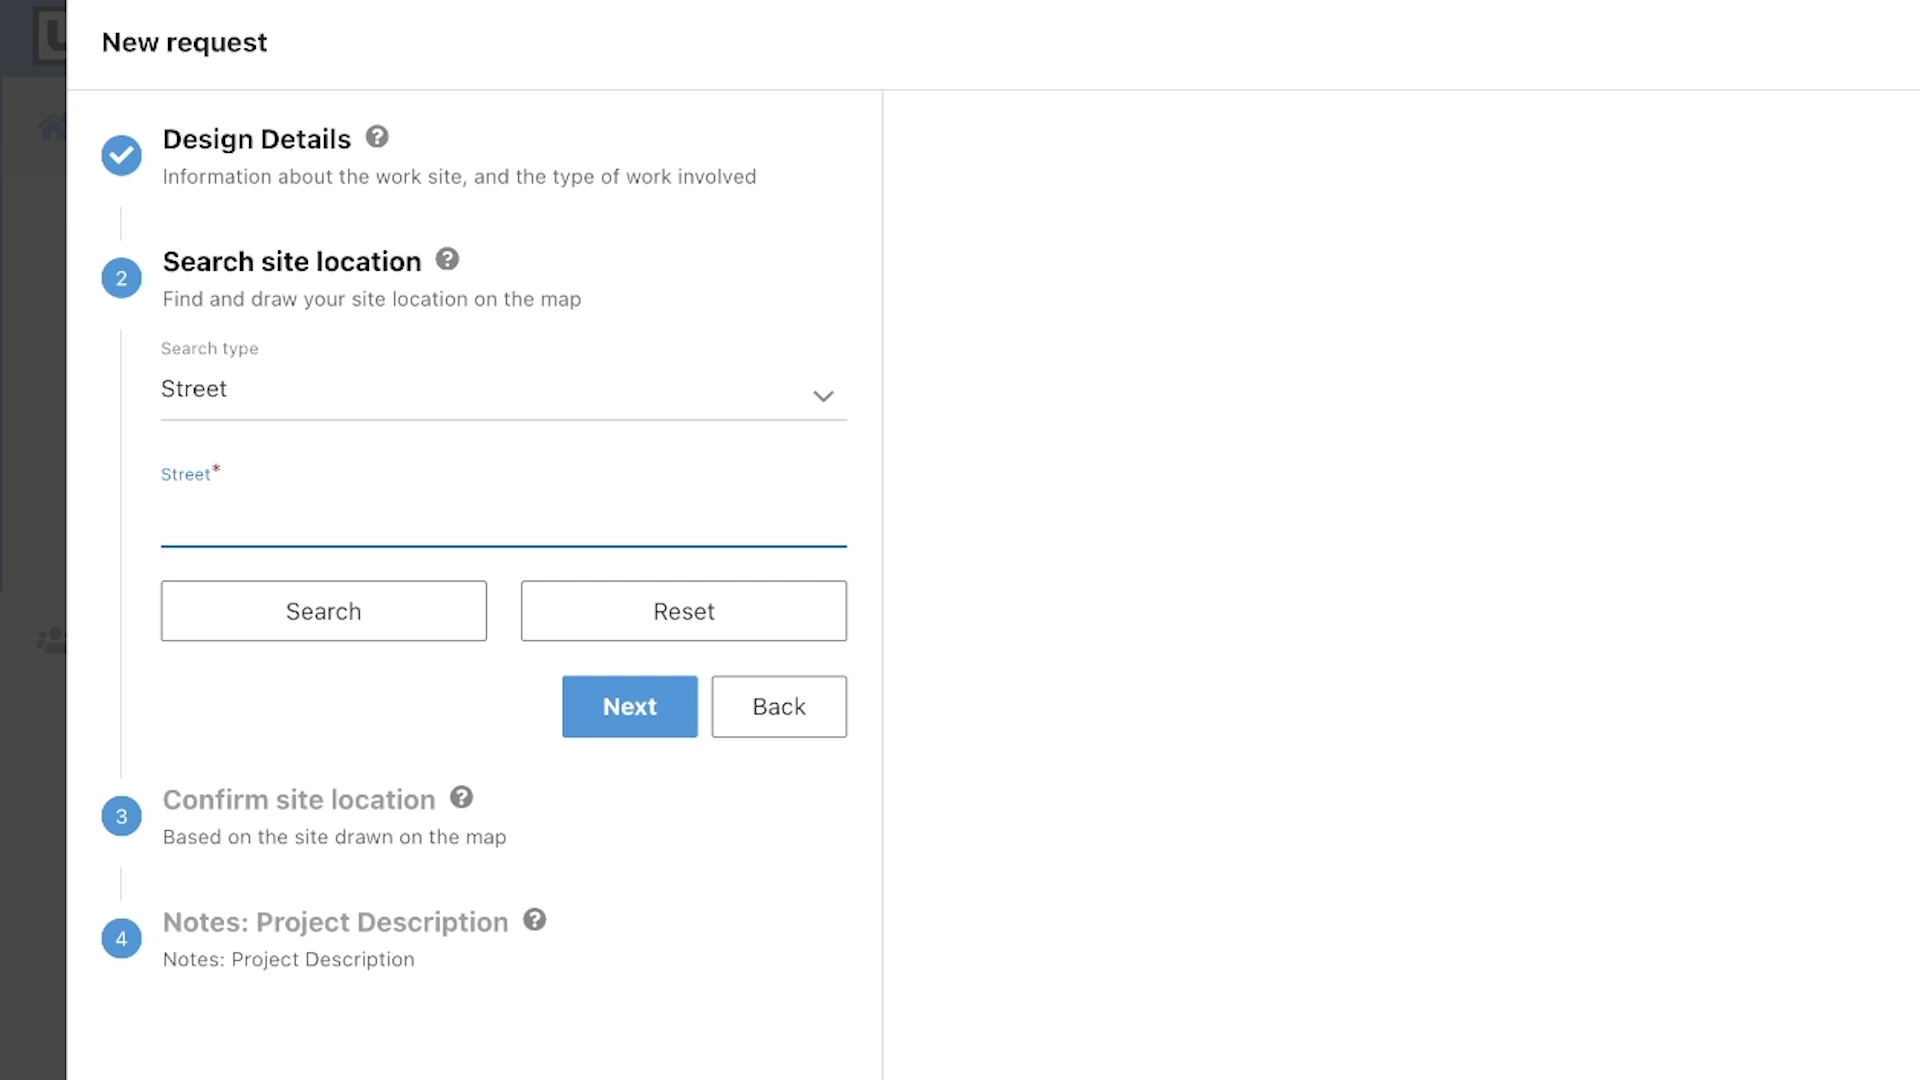 New request
Design Details
Information about the work site, and the type of work involved
2
Search site location
Find and draw your site location on the map
Search type
Street
Street*
Search
Reset
Next
Back
3
Confirm site location
Based on the site drawn on the map
4
Notes: Project Description
Notes: Project Description